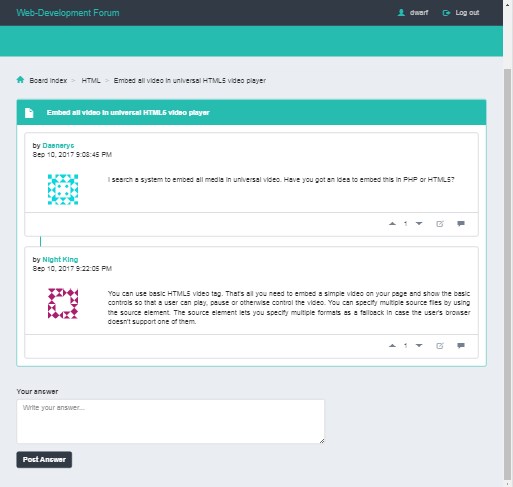 Web-Development Forum
dwarf Log out
Board index > HTML > Embed all video in universal HTML5 video player
Embed all video in universal HTML5 video player
by Daenerys
Sep 10, 2017 9:08:45 PM
I search a system to embed all media in universal video. Have you got an idea to embed this in PHP or HTML5?
1
by Night King
Sep 10, 2017 9:22:05 PM
You can use basic HTML5 video tag. That's all you need to embed a simple video on your page and show the basic
controls so that a user can play, pause or otherwise control the video. You can specify multiple source files by using
the source element. The source element lets you specify multiple formats as a fallback in case the user's browser
doesn't support one of them.
1
Your answer
Write your answer...
Post Answer